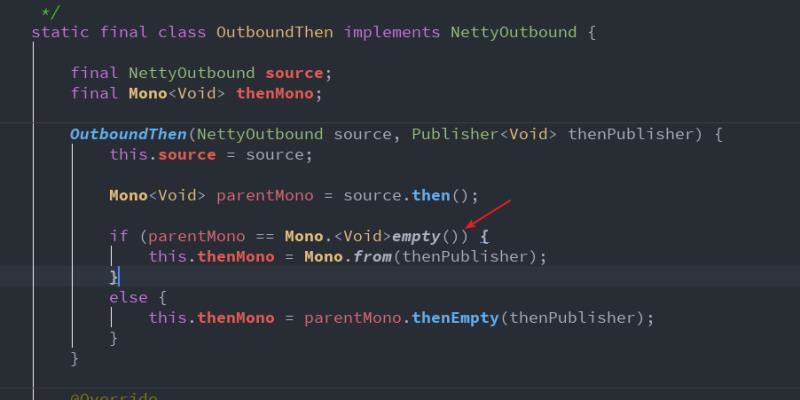 */
static final class OutboundThen implements NettyOutbound {
final NettyOutbound source;
final Mono<Void> thenMono;
OutboundThen(NettyOutbound source, Publisher<Void> thenPublisher) {
this.source = source;
Mono<Void> parentMono = source.then();
if (parentMono == Mono.<Void>empty()) {
this.thenMono = Mono.from(thenPublisher);
}
else {
this.thenMono = parentMono.thenEmpty(thenPublisher);
}
}
@Override